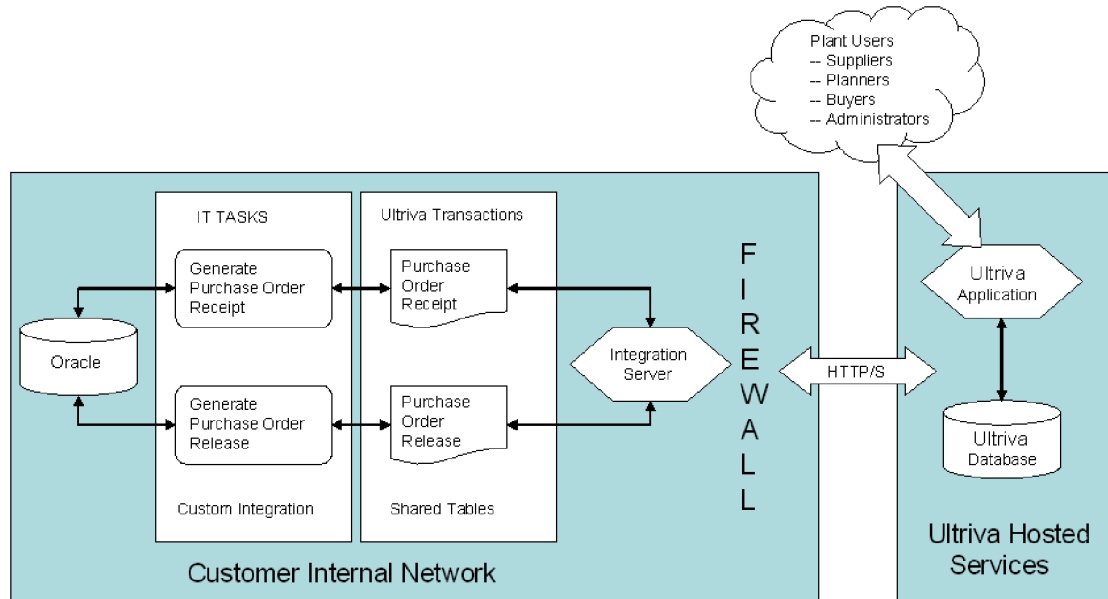 Plant Users
-- Suppliers
-- Planners
-- Buyers
-- Administrators
IT TASKS
Generate
Purchase Order
Receipt
Generate
Purchase Order
Release
Custom Integration
Ultriva Transactions
Purchase
Order
Receipt
Purchase
Order
Release
Shared Tables
Oracle
Integration
Server
F
I
R
E
W
A
L
L
HTTP/S
Ultriva
Application
Ultriva
Database
Customer Internal Network
Ultriva Hosted
Services